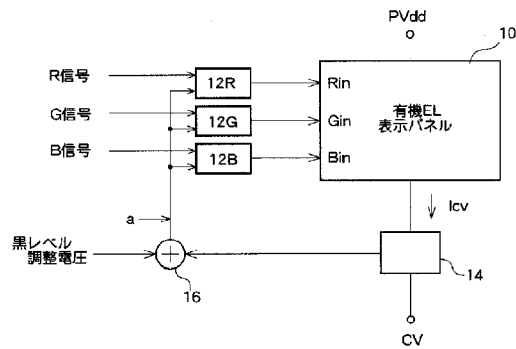 PVdd
10
R信号
12R
Rin
G信号
12G
Gin
有機EL
表示パネル
B信号
12B
Bin
a
Icv
黒レベル
調整電圧
16
14
CV